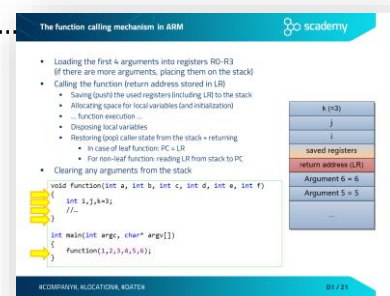 The function calling mechanism in ARM
scademy
Loading the first 4 arguments into registers R0-R3
(if there are more arguments, placing them on the stack)
Calling the function (return address stored in LR)
Saving (push) the used registers (including LR) to the stack
Allocating space for local variables (and initialization)
... function execution ...
Disposing local variables
Restoring (pop) caller state from the stack + returning
In case of leaf function: PC = LR
For non-leaf function: reading LR from stack to PC
Clearing any arguments from the stack
void function(int a, int b, int c, int d, int e, int f)
{
int i,j,k=3;
//…
}
int main(int argc, char* argv[])
{
function(1,2,3,4,5,6);
}
k (=3)
j
i
saved registers
return address (LR)
Argument 6 = 6
Argument 5 = 5
...
#COMPANY#, #LOCATION#, #DATE#
01 / 21